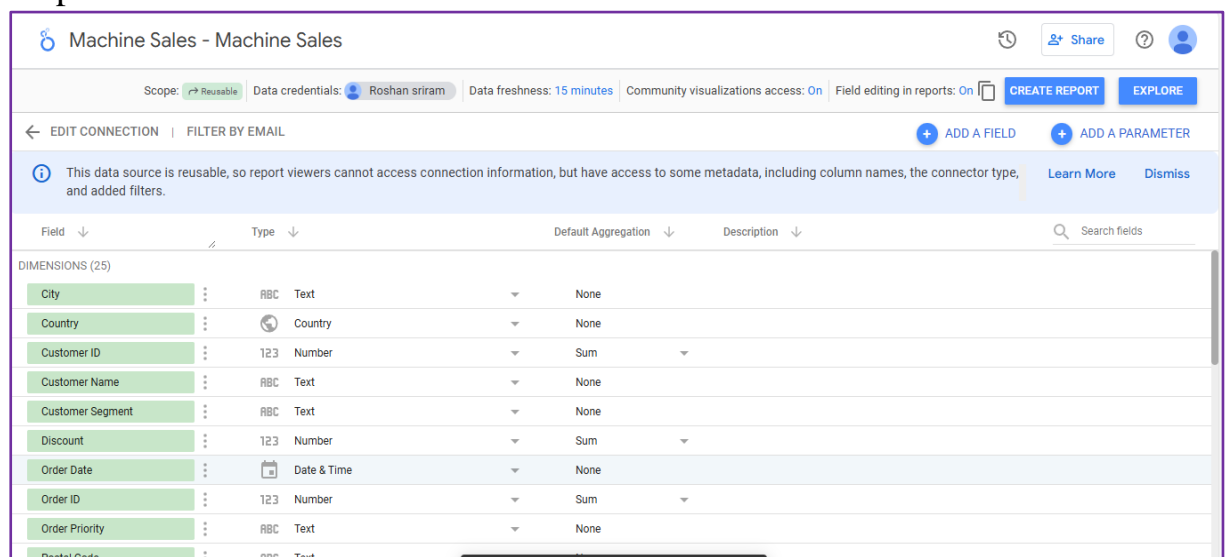 Machine Sales - Machine Sales Share
Scope: Reusable Data credentials: Roshan sriram Data freshness: 15 minutes Community visualizations access: On Field editing in reports: On CREATE REPORT EXPLORE
EDIT CONNECTION | FILTER BY EMAIL ADD A FIELD ADD A PARAMETER
This data source is reusable, so report viewers cannot access connection information, but have access to some metadata, including column names, the connector type, Learn More Dismiss
and added filters.
Field Type Default Aggregation Description Search fields
DIMENSIONS (25)
City ABC Text None
Country Country None
Customer ID 123 Number Sum
Customer Name ABC Text None
Customer Segment ABC Text None
Discount 123 Number Sum
Order Date Date & Time None
Order ID 123 Number Sum
Order Priority ABC Text None
Postal Code ABC Text